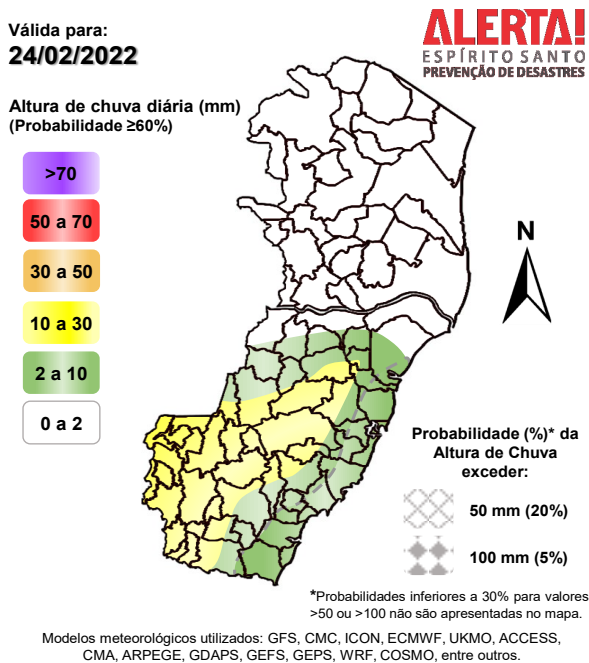 Válida para:
24/02/2022
ALERTA!
ESPÍRITO SANTO
PREVENÇÃO DE DESASTRES
Altura de chuva diária (mm)
(Probabilidade ≥60%)
>70
50 a 70
30 a 50
10 a 30
2 a 10
0 a 2
N
Probabilidade (%)* da
Altura de Chuva
exceder:
50 mm (20%)
100 mm (5%)
*Probabilidades inferiores a 30% para valores
>50 ou >100 não são apresentadas no mapa.
Modelos meteorológicos utilizados: GFS, CMC, ICON, ECMWF, UKMO, ACCESS,
CMA, ARPEGE, GDAPS, GEFS, GEPS, WRF, COSMO, entre outros.